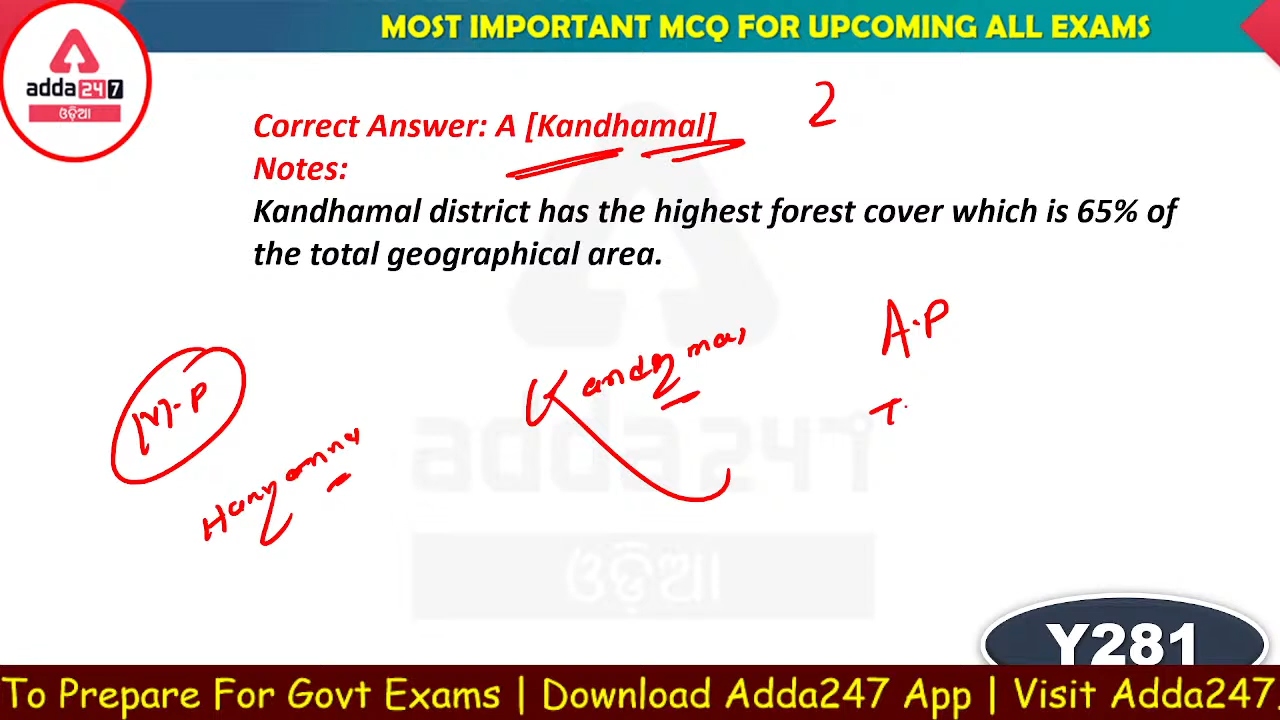 MOST IMPORTANT MCQ FOR UPCOMING ALL EXAMS
adda247
ଓଡ଼ିଆ
2
Correct Answer: A [Kandhamal]
Notes:
Kandhamal district has the highest forest cover which is 65% of
the total geographical area.
A.P
M.P
T.
adda247
ଓଡ଼ିଆ
Y281
To Prepare For Govt Exams | Download Adda247 App | Visit Adda247.